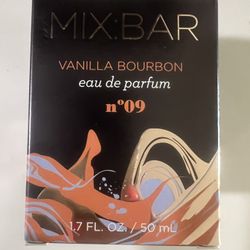 MIX:BAR
VANILLA BOURBON
eau de parfum
nº09
1.7 FL. OZ. / 50 mL